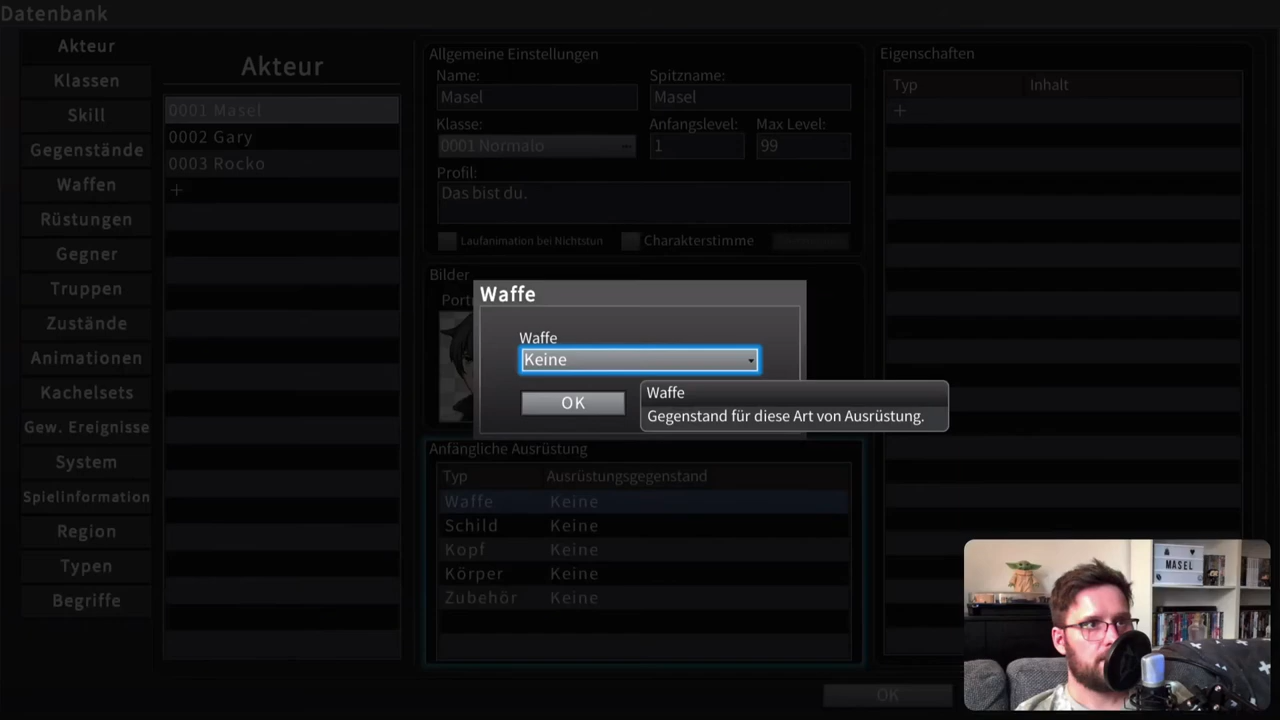 Datenbank
Akteur
Klassen
Skill
Gegenstände
Waffen
Rüstungen
Gegner
Truppen
Zustände
Animationen
Kachelsets
Gew. Ereignisse
System
Spielinformation
Region
Typen
Begriffe
Akteur
0001 Masel
0002 Gary
0003 Rocko
+
Allgemeine Einstellungen
Name:
Spitzname:
Masel
Masel
Klasse:
Anfangslevel:
Max Level:
0001 Normalo
1
99
Profil:
Das bist du.
Laufanimation bei Nichtstun
Charakterstimme
Bilder
Waffe
Waffe
Keine
OK
Waffe
Gegenstand für diese Art von Ausrüstung.
Anfängliche Ausrüstung
Typ
Ausrüstungsgegenstand
Waffe
Keine
Schild
Keine
Kopf
Keine
Körper
Keine
Zubehör
Keine
Eigenschaften
Typ
Inhalt
+
OK
MASEL